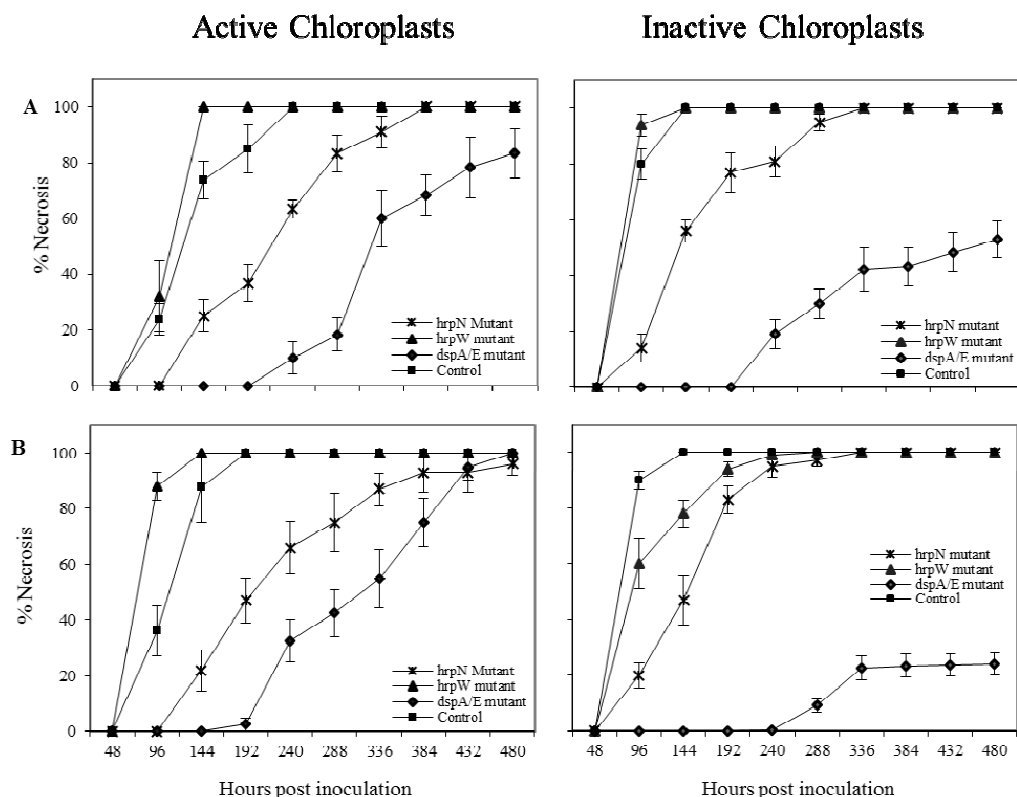 Active Chloroplasts
Inactive Chloroplasts
A
100
80
60
40
20
0
% Necrosis
hrpN Mutant
hrpW mutant
dspA/E mutant
Control
hrpN mutant
hrpW mutant
dspA/E mutant
Control
B
100
80
60
40
20
0
% Necrosis
hrpN Mutant
hrpW mutant
dspA/E mutant
Control
48 96 144 192 240 288 336 384 432 480
Hours post inoculation
hrpN mutant
hrpW mutant
dspA/E mutant
Control
48 96 144 192 240 288 336 384 432 480
Hours post inoculation